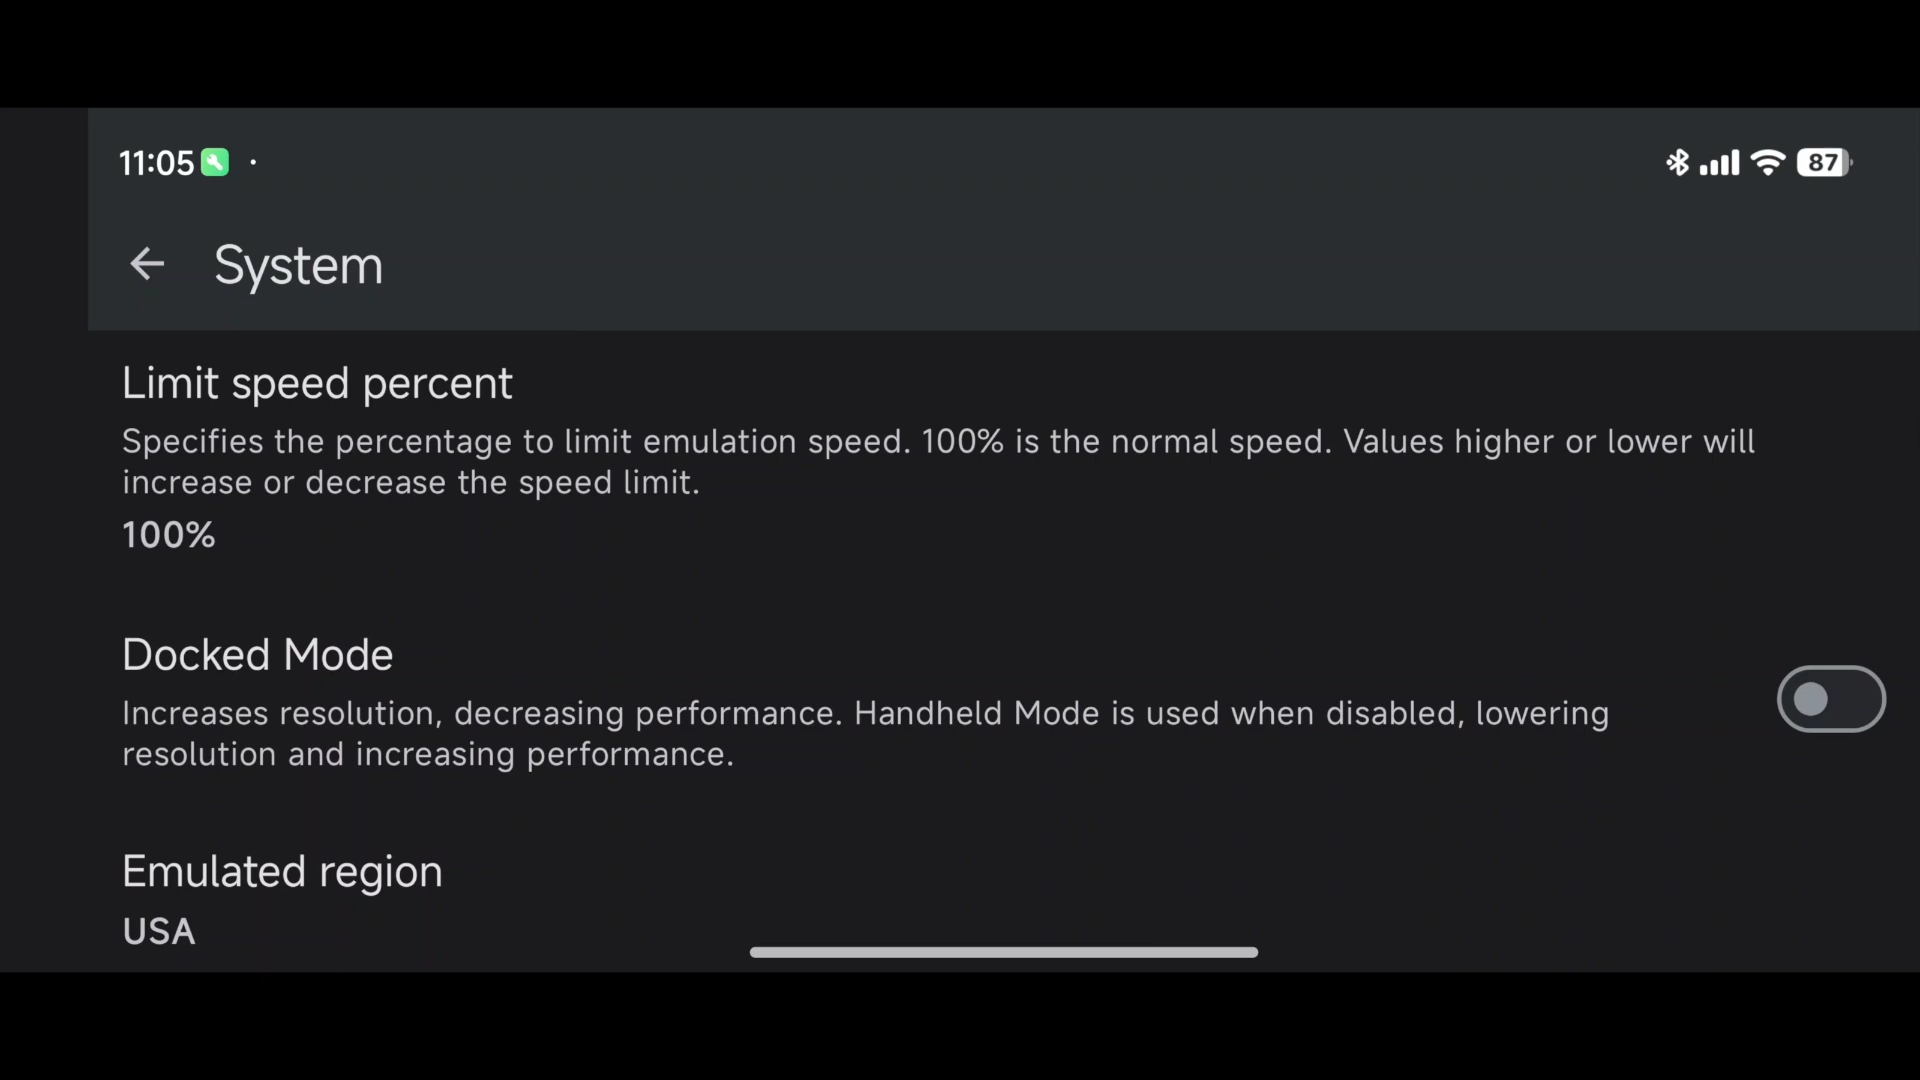 11:05
87
System
Limit speed percent
Specifies the percentage to limit emulation speed. 100% is the normal speed. Values higher or lower will
increase or decrease the speed limit.
100%
Docked Mode
Increases resolution, decreasing performance. Handheld Mode is used when disabled, lowering
resolution and increasing performance.
Emulated region
USA